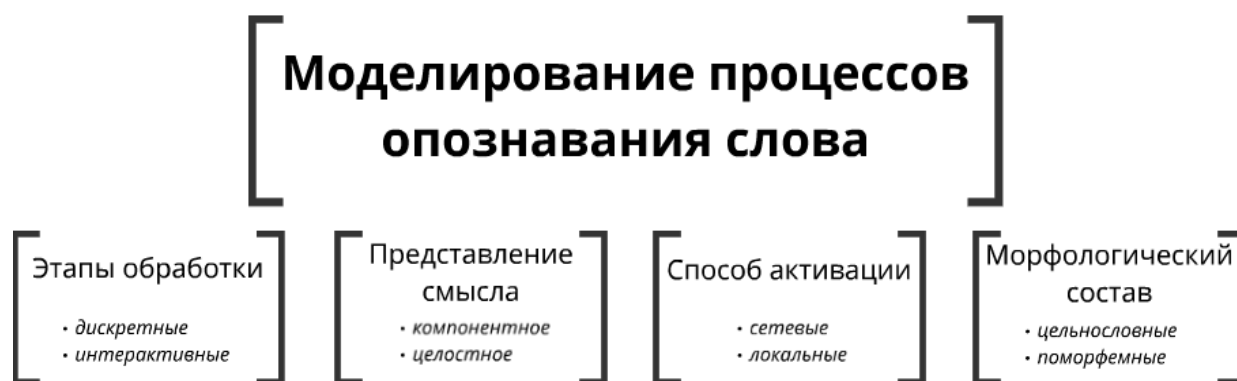 Моделирование процессов
опознавания слова
Этапы обработки
• дискретные
• интерактивные
Представление
смысла
• компонентное
• целостное
Способ активации
• сетевые
• локальные
Морфологический
состав
• цельнословные
• поморфемные